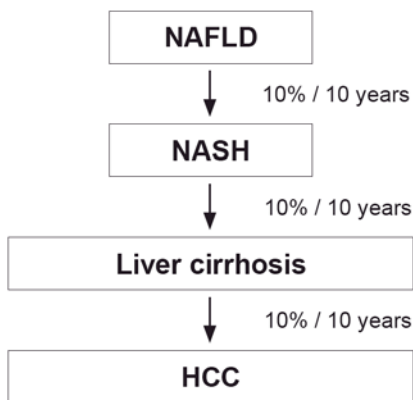 NAFLD
10% / 10 years
NASH
10% / 10 years
Liver cirrhosis
10% / 10 years
HCC